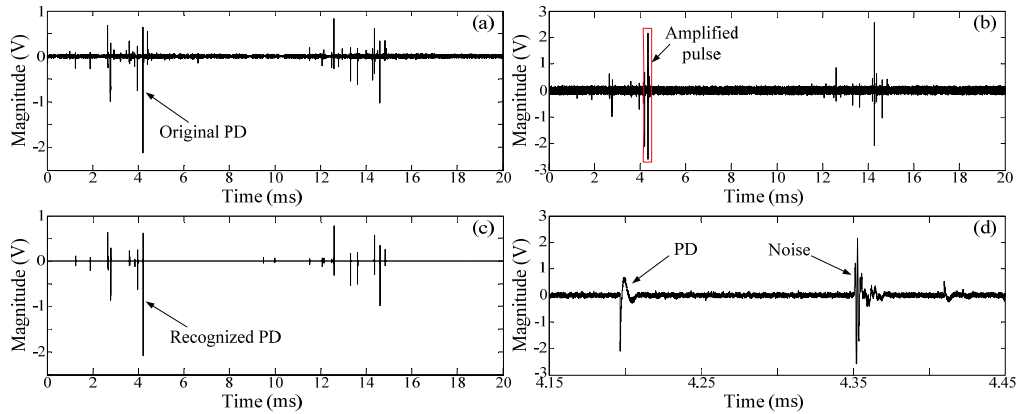 (a)
Magnitude (V)
1
0
-1
-2
Original PD
0 2 4 6 8 10 12 14 16 18 20
Time (ms)
(b)
Magnitude (V)
3
2
1
0
-1
-2
-3
Amplified
pulse
0 2 4 6 8 10 12 14 16 18 20
Time (ms)
(c)
Magnitude (V)
1
0
-1
-2
Recognized PD
0 2 4 6 8 10 12 14 16 18 20
Time (ms)
(d)
Magnitude (V)
3
2
1
0
-1
-2
-3
PD
Noise
4.15 4.25 4.35 4.45
Time (ms)